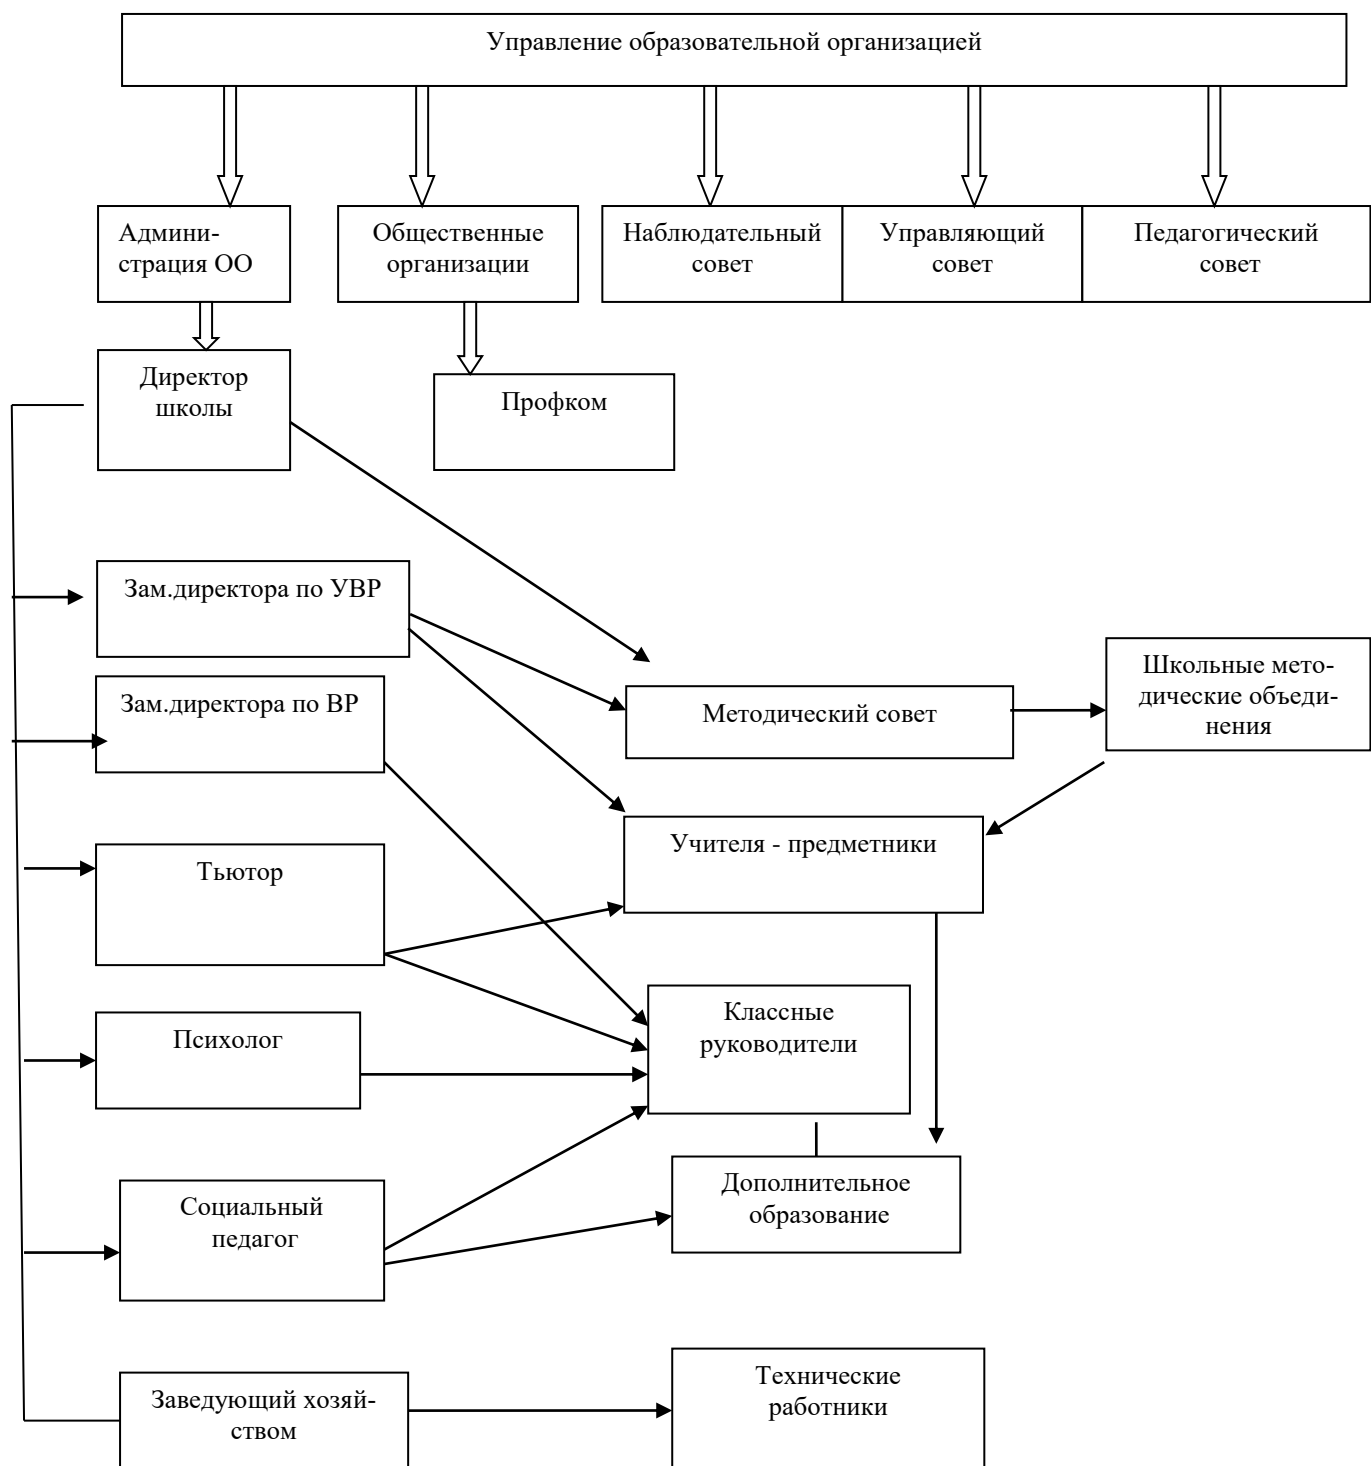 Управление образовательной организацией
Админи-
страция ОО
Общественные
организации
Наблюдательный
совет
Управляющий
совет
Педагогический
совет
Директор
школы
Профком
Зам.директора по УВР
Школьные мето-
дические объеди-
нения
Зам.директора по ВР
Методический совет
Учителя - предметники
Тьютор
Классные
руководители
Психолог
Дополнительное
образование
Социальный
педагог
Технические
работники
Заведующий хозяй-
ством